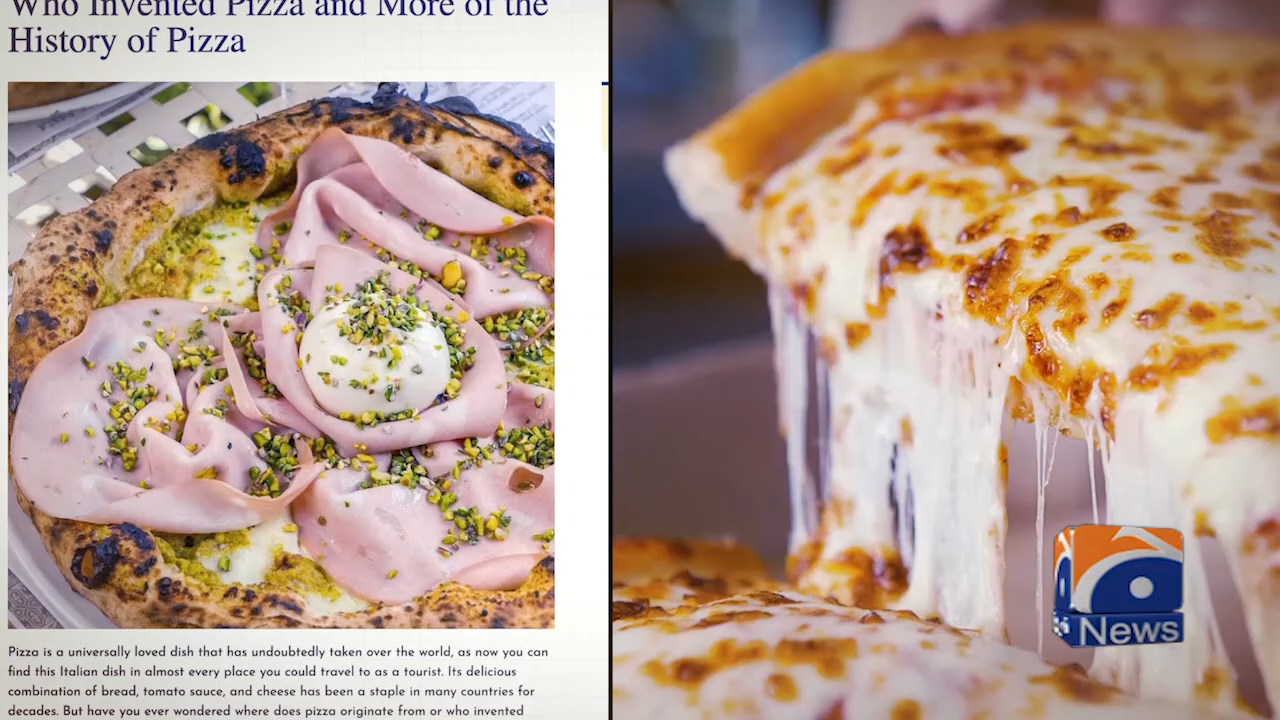 Who Invented Pizza and More of the
History of Pizza
Pizza is a universally loved dish that has undoubtedly taken over the world, as now you can
find this Italian dish in almost every place you could travel to as a tourist. Its delicious
combination of bread, tomato sauce, and cheese has been a staple in many countries for
decades. But have you ever wondered where does pizza originate from or who invented
News